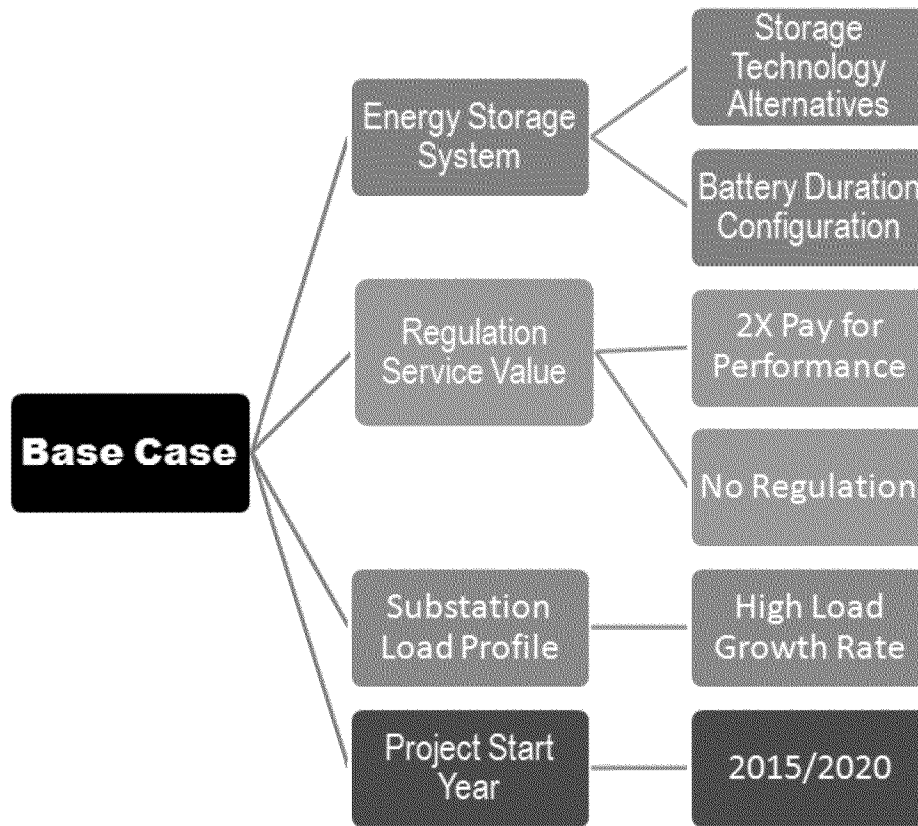 Base Case
Energy Storage
System
Storage
Technology
Alternatives
Battery Duration
Configuration
Regulation
Service Value
2X Pay for
Performance
No Regulation
Substation
Load Profile
High Load
Growth Rate
Project Start
Year
2015/2020